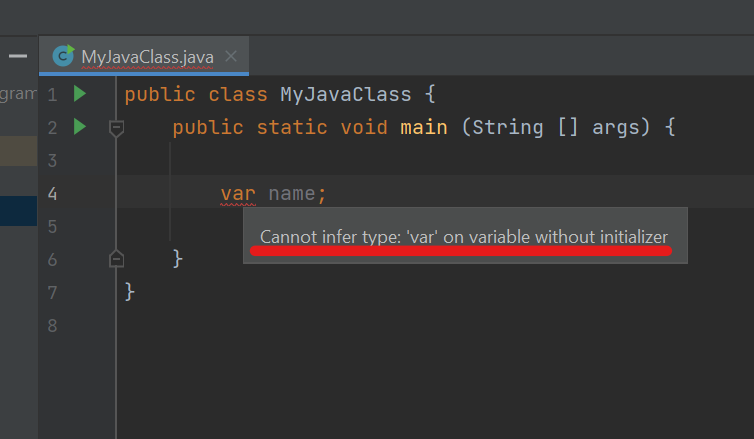 MyJavaClass.java
gram
1 public class MyJavaClass {
2 public static void main (String [] args) {
3
4 var name;
5 Cannot infer type: 'var' on variable without initializer
6 }
7 }
8